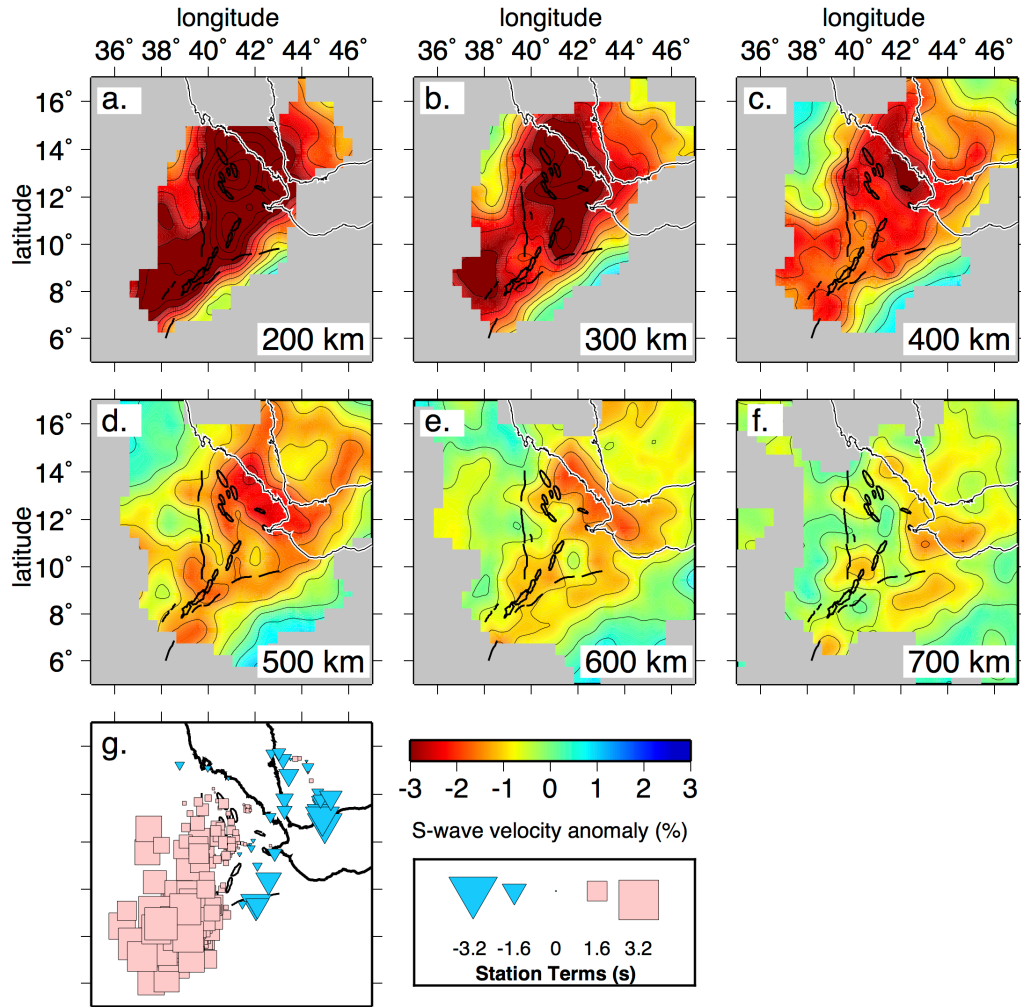 longitude longitude longitude
36° 38° 40° 42° 44° 46° 36° 38° 40° 42° 44° 46° 36° 38° 40° 42° 44° 46°
a. b. c.
16°
14°
12°
latitude
10°
8°
6°
200 km 300 km 400 km
d. e. f.
16°
14°
12°
latitude
10°
8°
6°
500 km 600 km 700 km
g.
-3 -2 -1 0 1 2 3
S-wave velocity anomaly (%)
-3.2 -1.6 0 1.6 3.2
Station Terms (s)